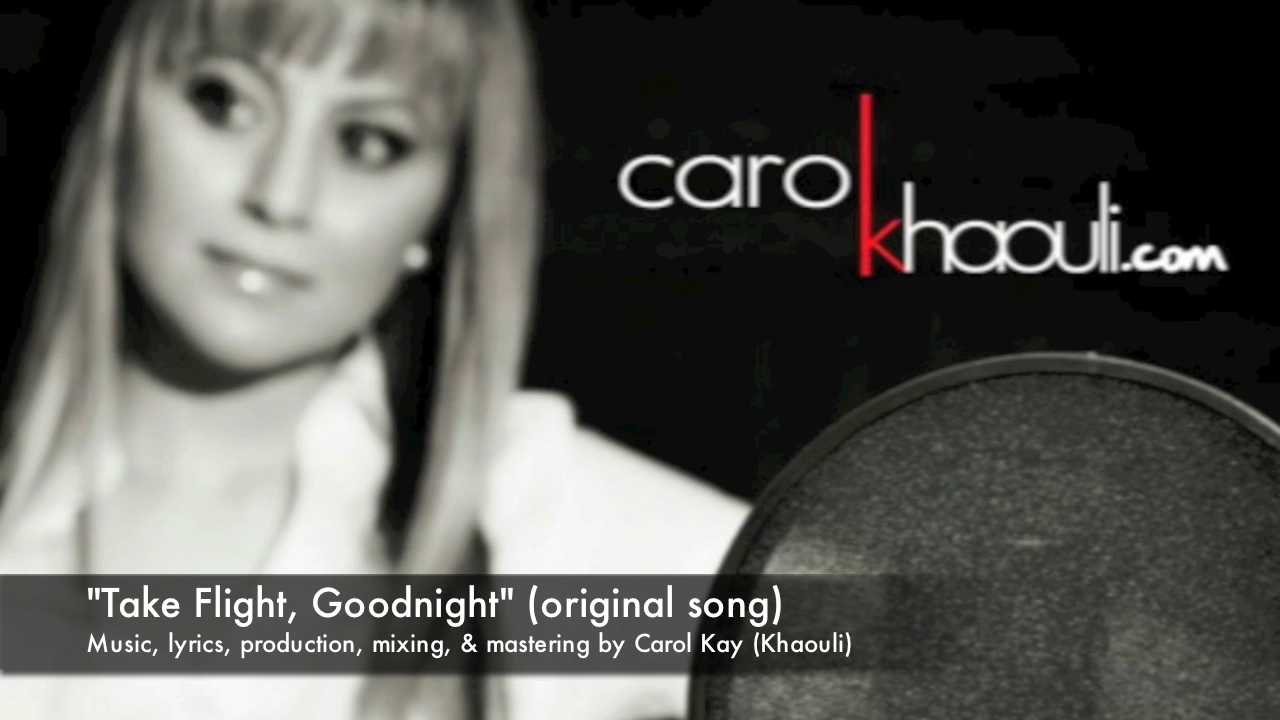 carol
khaouli.com
"Take Flight, Goodnight" (original song)
Music, lyrics, production, mixing, & mastering by Carol Kay (Khaouli)